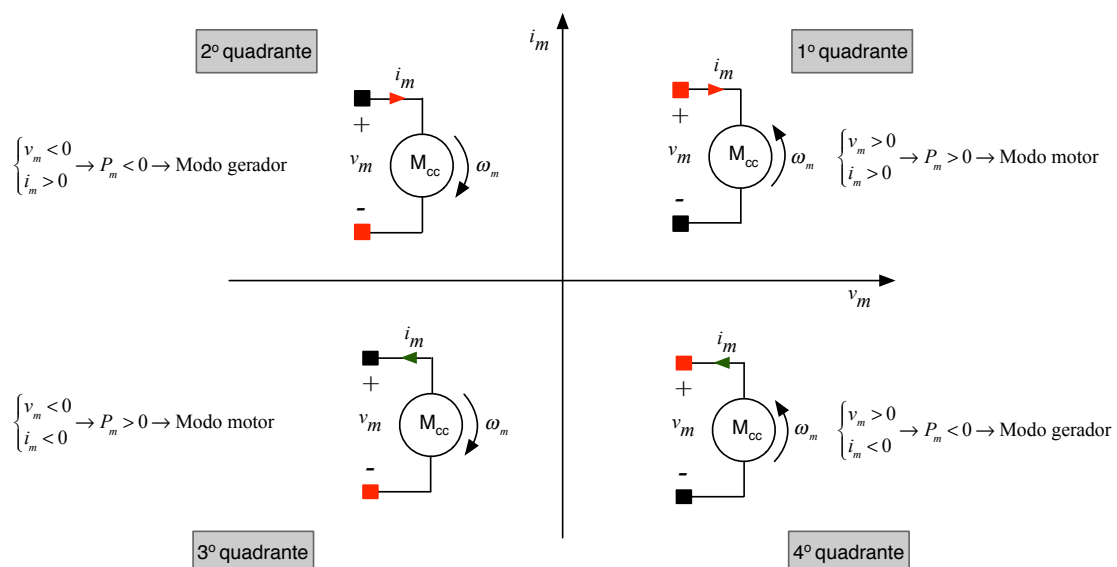 i_m
2º quadrante
1º quadrante
i_m
+
v_m
M_cc
ω_m
-
{v_m < 0
i_m > 0 → P_m < 0 → Modo gerador
i_m
+
v_m
M_cc
ω_m
-
{v_m > 0
i_m > 0 → P_m > 0 → Modo motor
v_m
i_m
+
v_m
M_cc
ω_m
-
{v_m < 0
i_m < 0 → P_m > 0 → Modo motor
i_m
+
v_m
M_cc
ω_m
-
{v_m > 0
i_m < 0 → P_m < 0 → Modo gerador
3º quadrante
4º quadrante